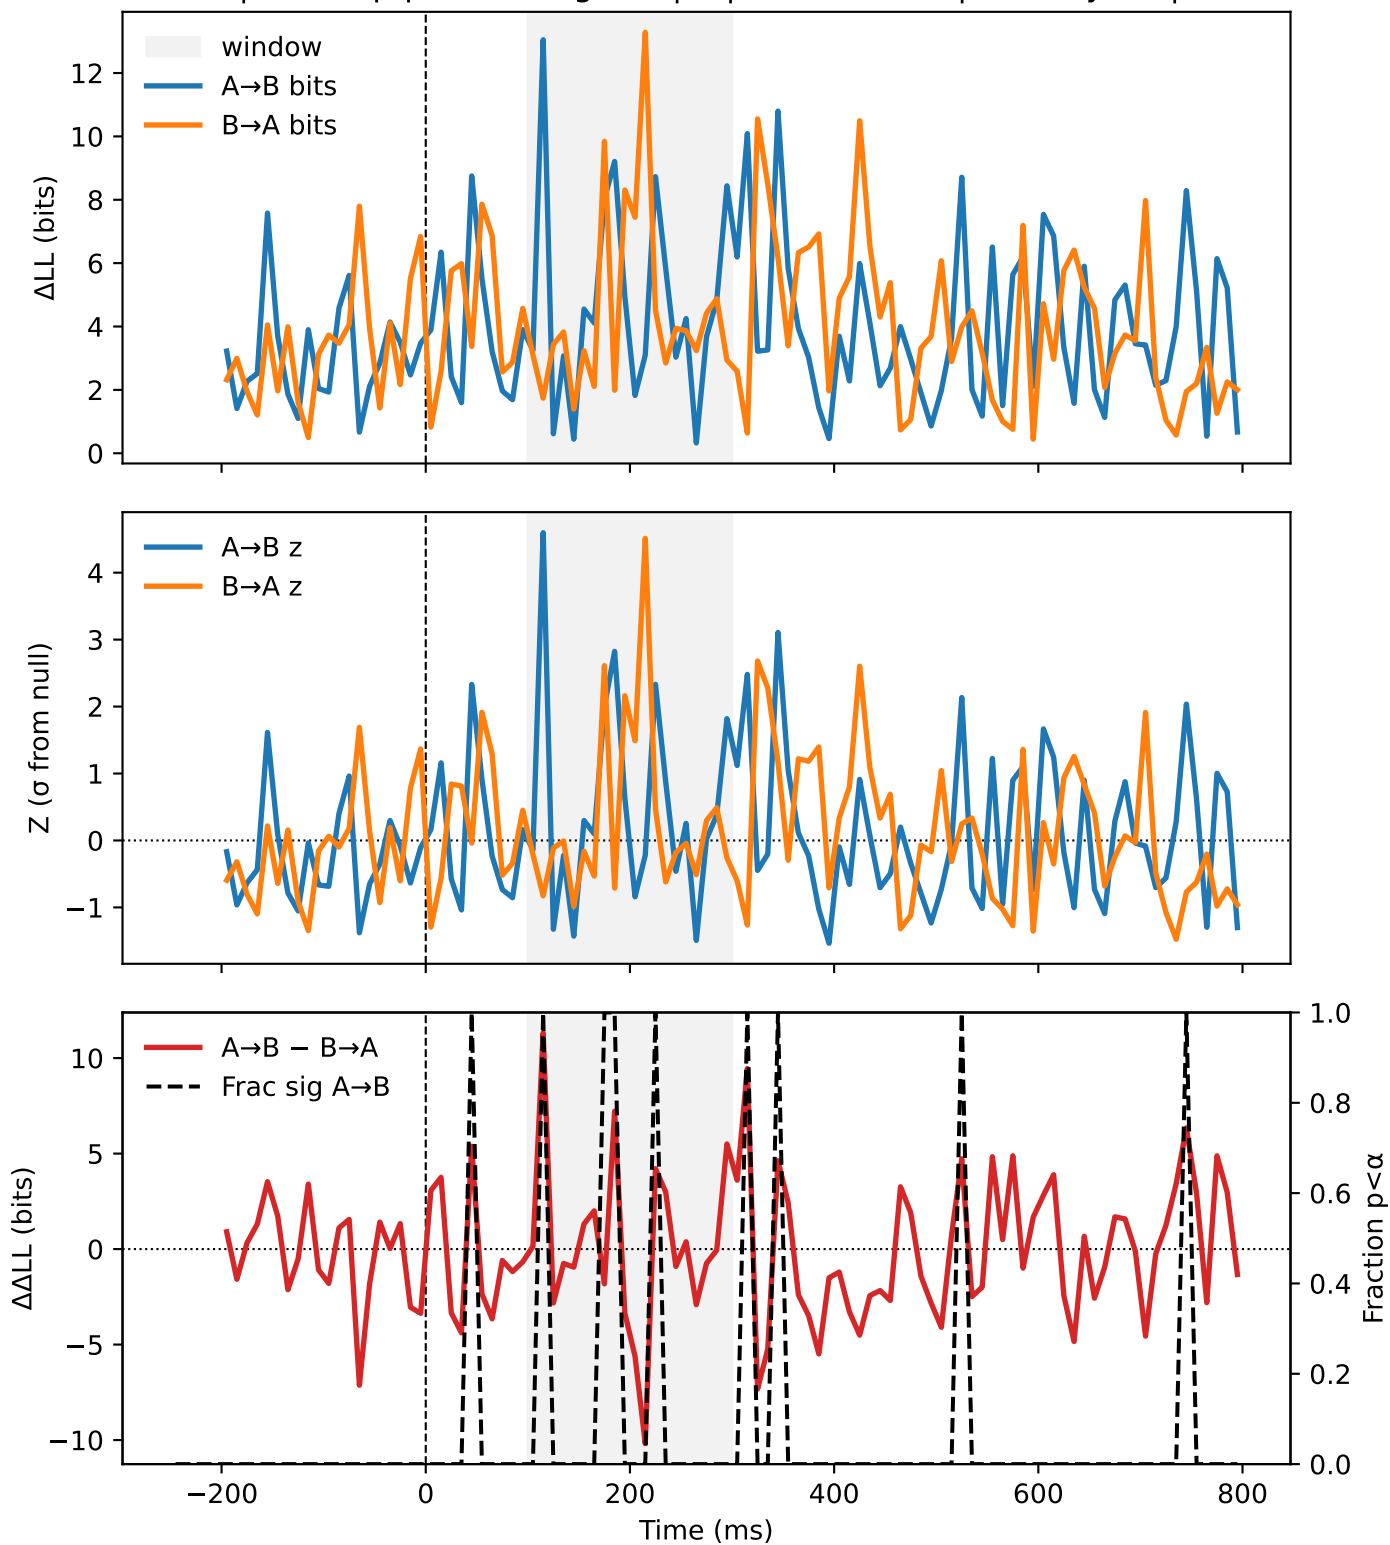 window
A→B bits
B→A bits
ΔLL (bits)
12
10
8
6
4
2
0
A→B z
B→A z
Z (σ from null)
4
3
2
1
0
−1
A→B − B→A
Frac sig A→B
ΔΔLL (bits)
10
5
0
−5
−10
1.0
0.8
0.6
0.4
0.2
0.0
Fraction p<α
−200
0
200
400
600
800
Time (ms)